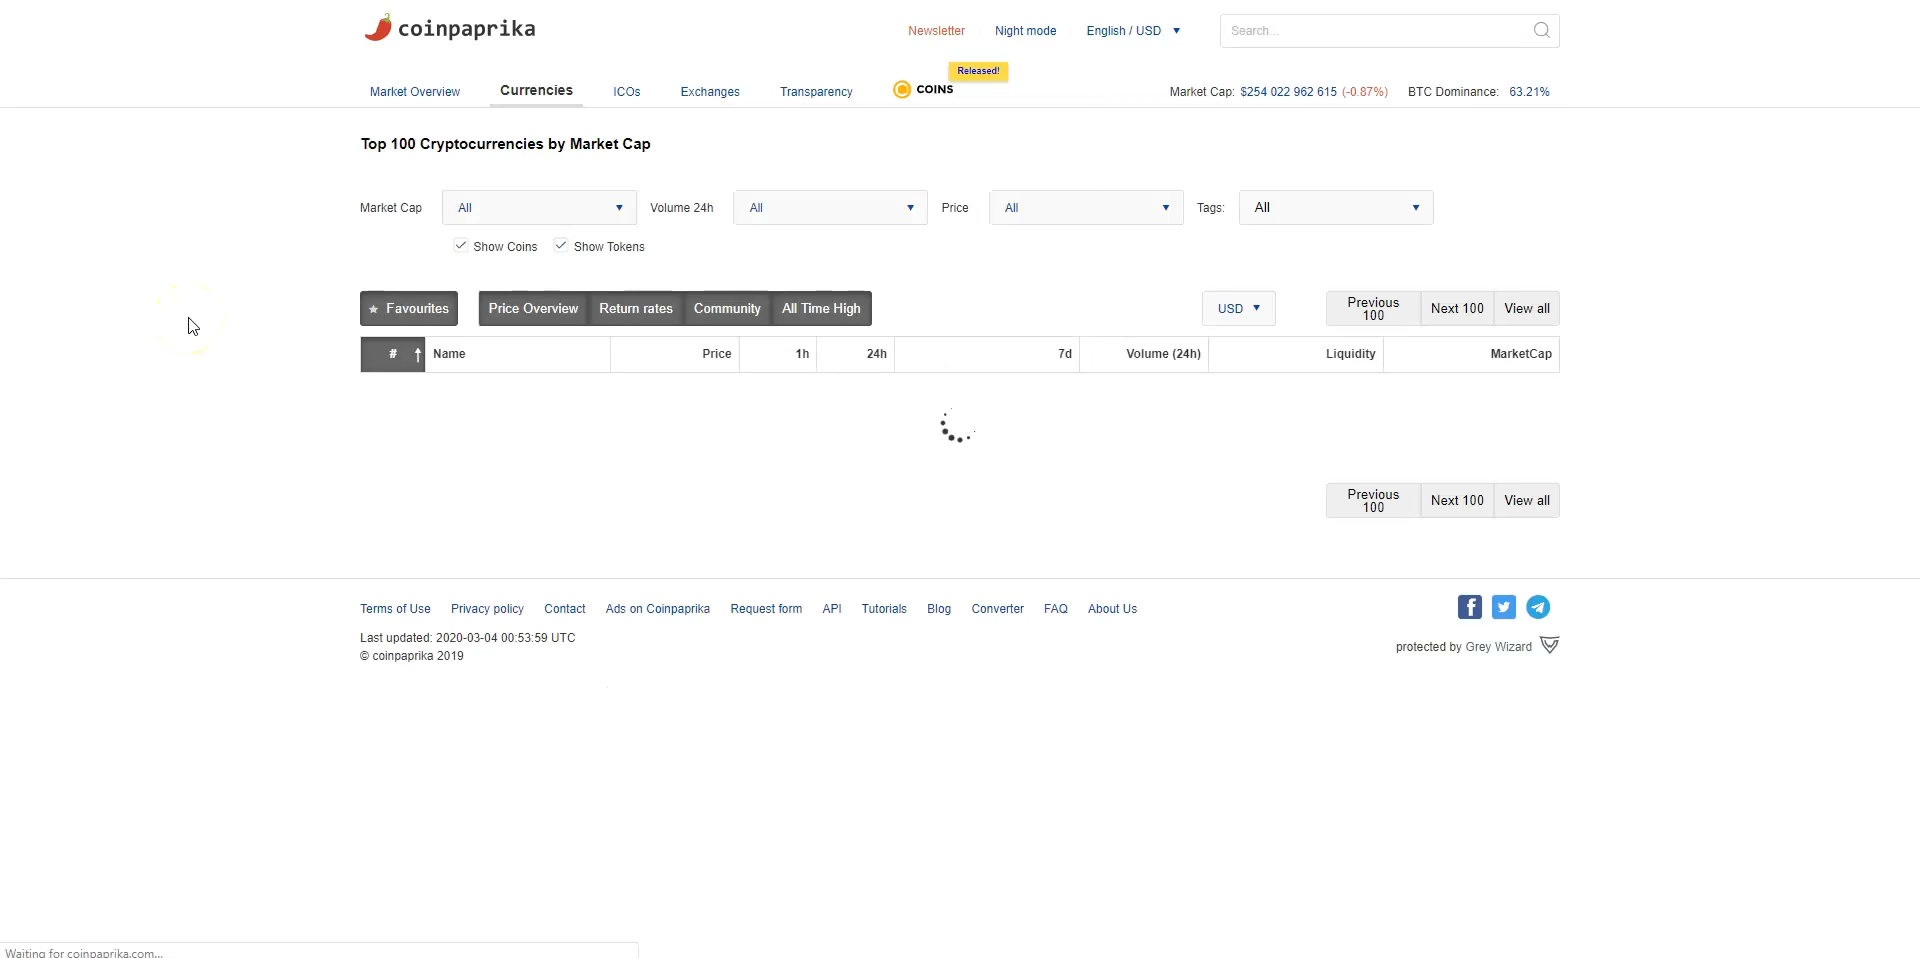 coinpaprika
Newsletter Night mode English / USD Search...
Released!
Market Overview Currencies ICOs Exchanges Transparency COINS Market Cap: $254 022 962 615 (-0.87%) BTC Dominance: 63.21%
Top 100 Cryptocurrencies by Market Cap
Market Cap All Volume 24h All Price All Tags: All
Show Coins Show Tokens
Favourites Price Overview Return rates Community All Time High USD Previous 100 Next 100 View all
# Name Price 1h 24h 7d Volume (24h) Liquidity MarketCap
Previous 100 Next 100 View all
Terms of Use Privacy policy Contact Ads on Coinpaprika Request form API Tutorials Blog Converter FAQ About Us
Last updated: 2020-03-04 00:53:59 UTC
© coinpaprika 2019
protected by Grey Wizard
Waiting for coinpaprika.com...